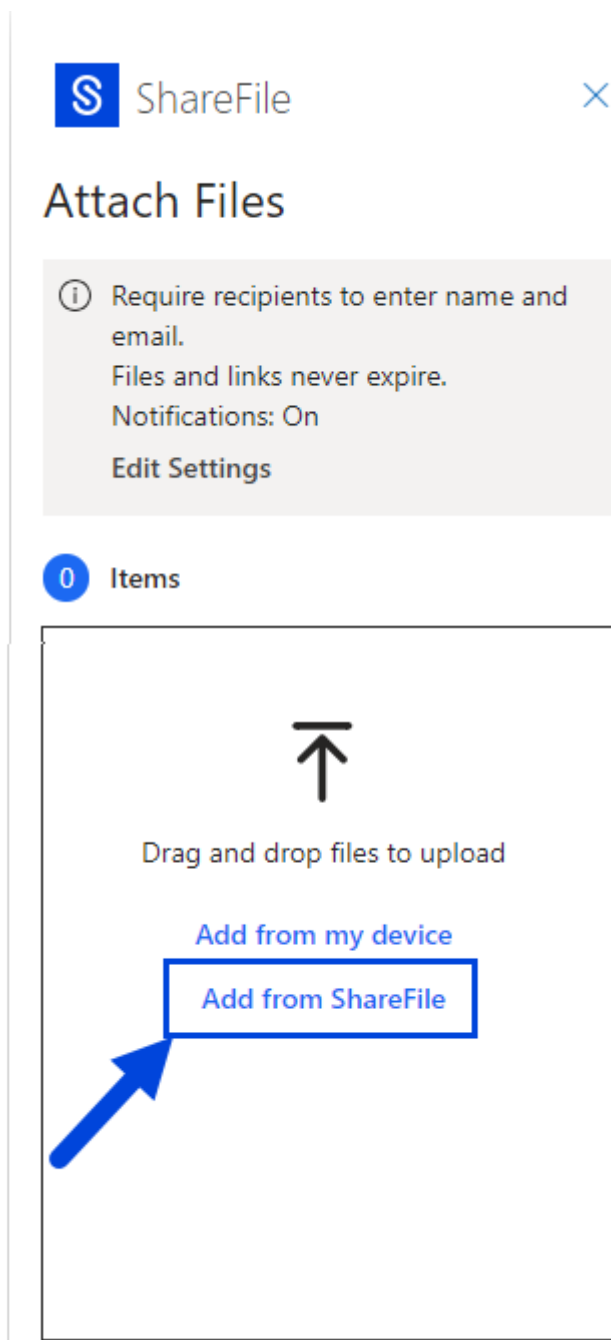 ShareFile
Attach Files
Require recipients to enter name and
email.
Files and links never expire.
Notifications: On
Edit Settings
0 Items
Drag and drop files to upload
Add from my device
Add from ShareFile